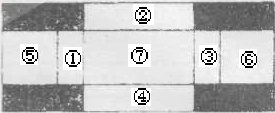 ②
⑤ ① ⑦ ③ ⑥
④